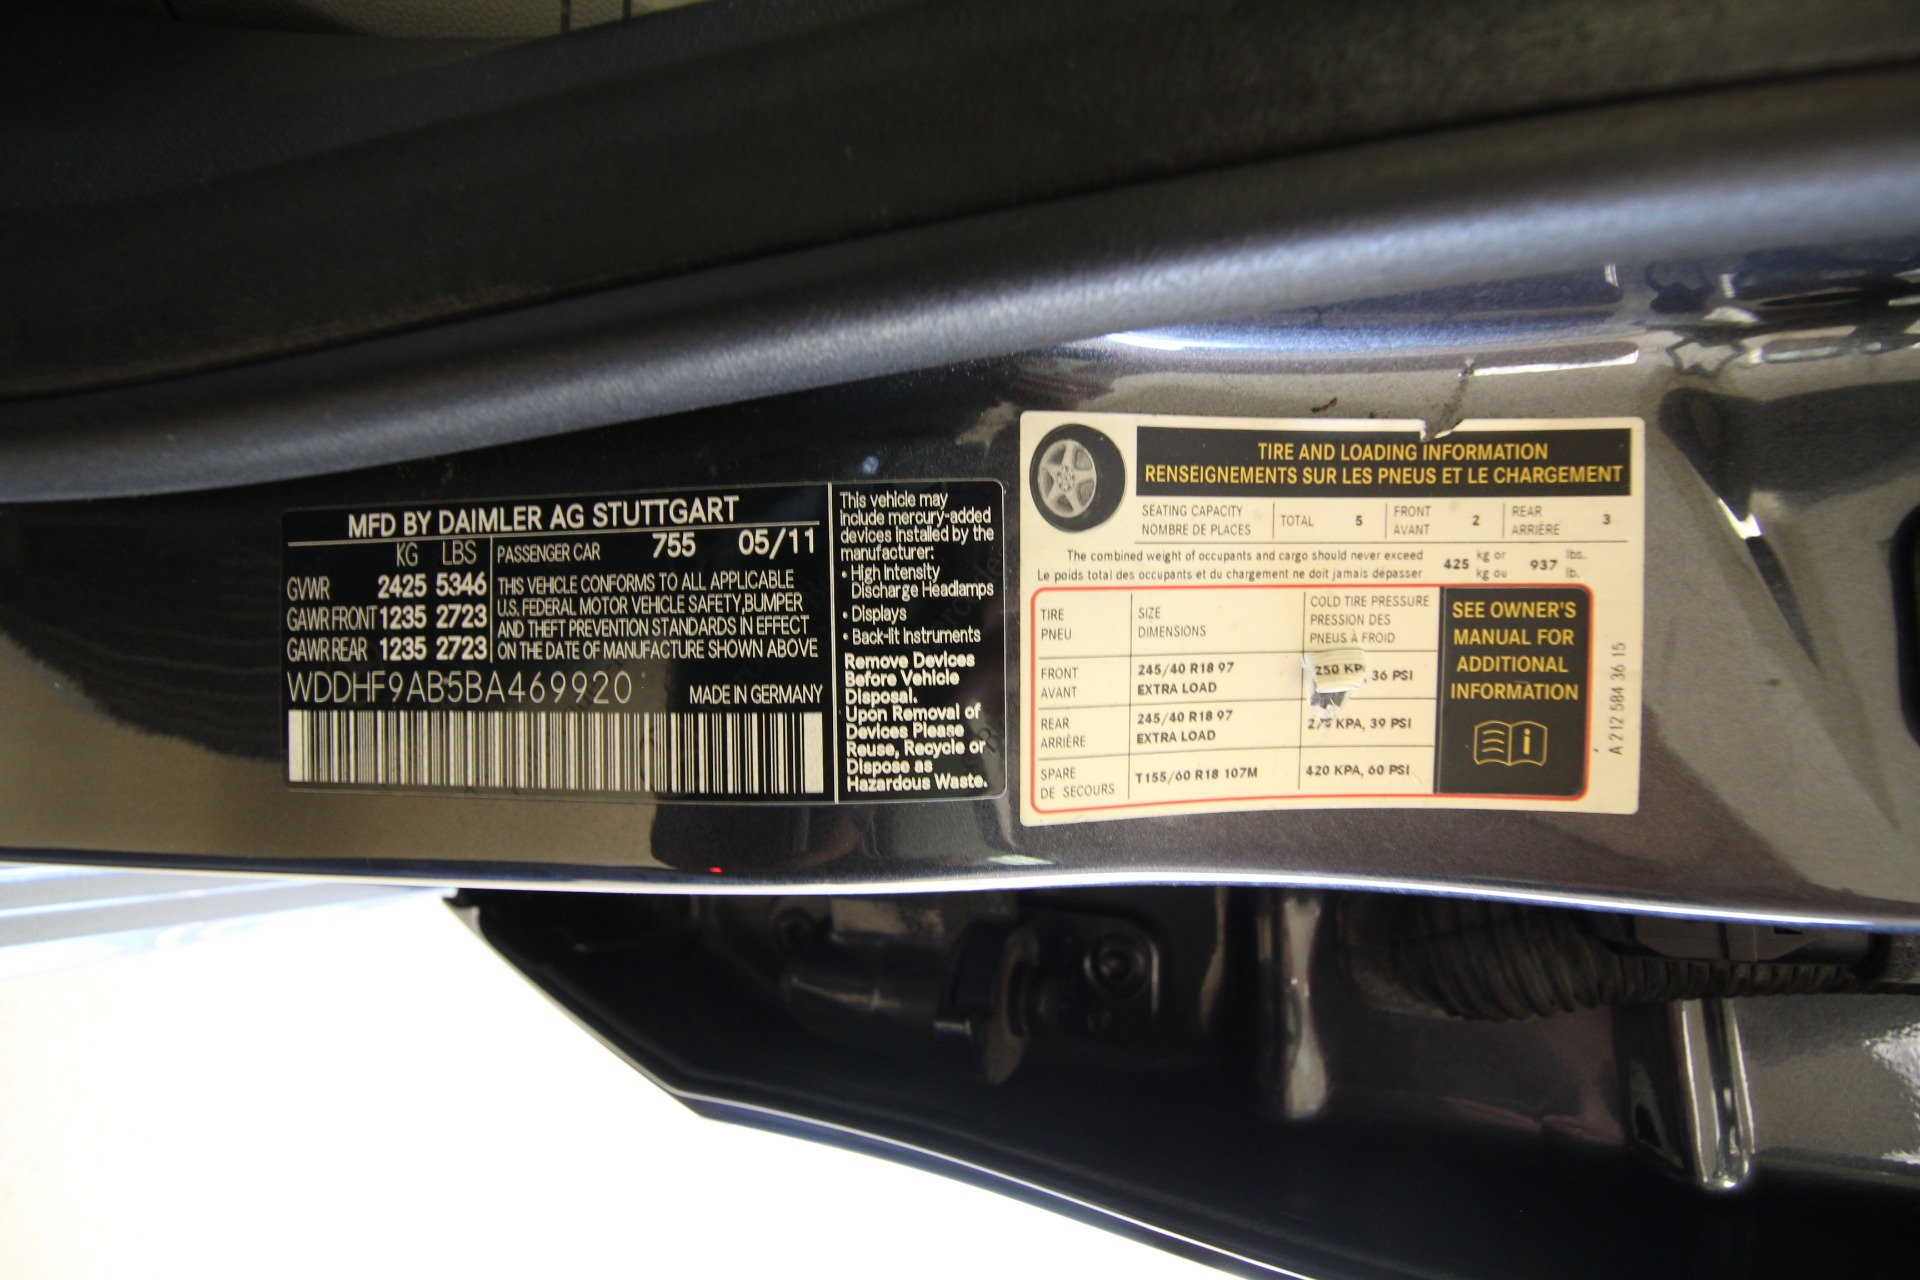 MFD BY DAIMLER AG STUTTGART
KG LBS
GVWR 2425 5346
GAWR FRONT 1235 2723
GAWR REAR 1235 2723
PASSENGER CAR 755 05/11
THIS VEHICLE CONFORMS TO ALL APPLICABLE
U.S. FEDERAL MOTOR VEHICLE SAFETY, BUMPER
AND THEFT PREVENTION STANDARDS IN EFFECT
ON THE DATE OF MANUFACTURE SHOWN ABOVE
WDDHF9AB5BA469920 MADE IN GERMANY
This vehicle may
include mercury-added
devices installed by the
manufacturer:
• High Intensity
Discharge Headlamps
• Displays
• Back-lit Instruments
Remove Devices
Before Vehicle
Disposal.
Upon Removal of
Devices Please
Reuse, Recycle or
Dispose as
Hazardous Waste.
TIRE AND LOADING INFORMATION
RENSEIGNEMENTS SUR LES PNEUS ET LE CHARGEMENT
SEATING CAPACITY
NOMBRE DE PLACES
TOTAL 5
FRONT
AVANT
2
REAR
ARRIÈRE
3
The combined weight of occupants and cargo should never exceed
Le poids total des occupants et du chargement ne doit jamais dépasser
425 kg or
kg ou
937 lbs.
lb.
TIRE
PNEU
SIZE
DIMENSIONS
COLD TIRE PRESSURE
PRESSION DES
PNEUS À FROID
FRONT
AVANT
245/40 R18 97
EXTRA LOAD
250 KP , 36 PSI
REAR
ARRIÈRE
245/40 R18 97
EXTRA LOAD
275 KPA, 39 PSI
SPARE
DE SECOURS
T155/60 R18 107M
420 KPA, 60 PSI
SEE OWNER'S
MANUAL FOR
ADDITIONAL
INFORMATION
i
A 212 584 36 15